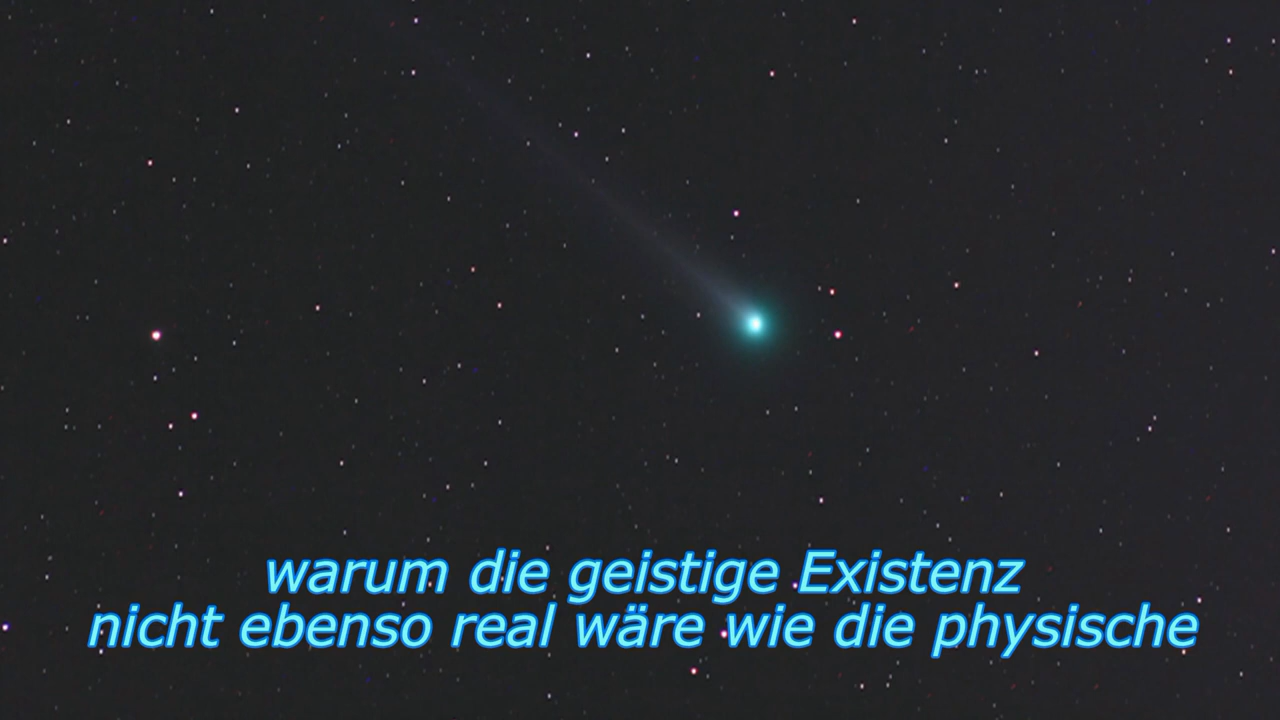 warum die geistige Existenz
nicht ebenso real wäre wie die physische